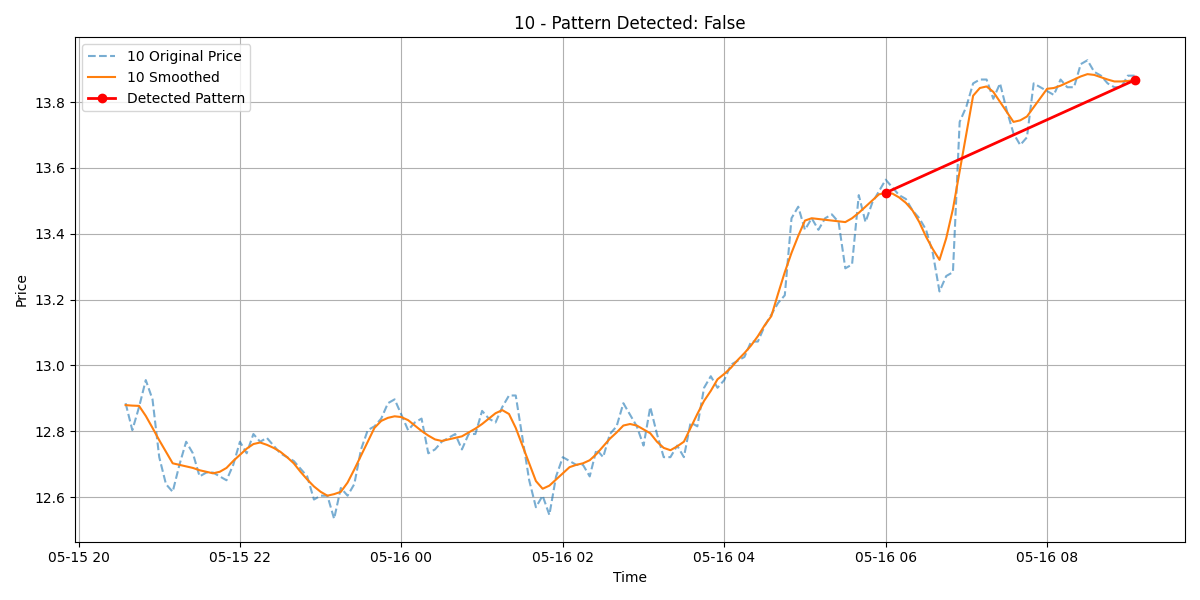 10 - Pattern Detected: False
10 Original Price
10 Smoothed
Detected Pattern
Price
13.8
13.6
13.4
13.2
13.0
12.8
12.6
05-15 20 05-15 22 05-16 00 05-16 02 05-16 04 05-16 06 05-16 08
Time